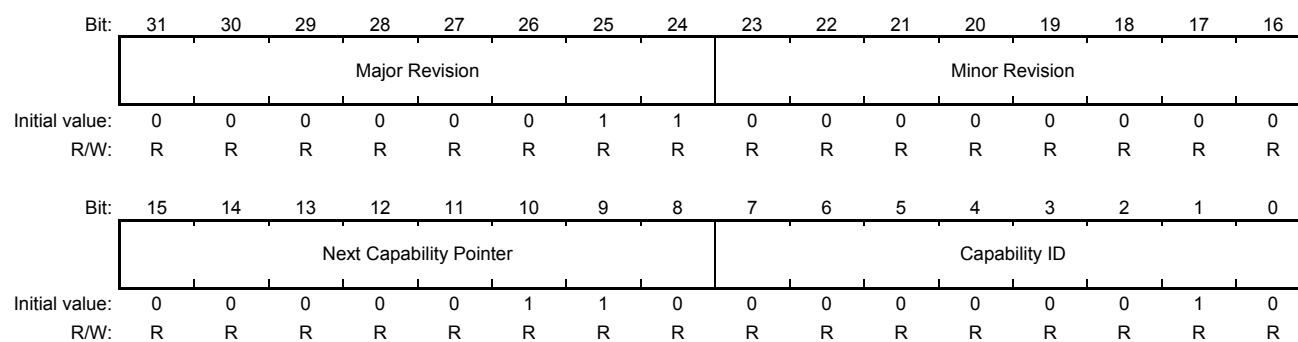 Bit: 31 30 29 28 27 26 25 24 23 22 21 20 19 18 17 16
Major Revision Minor Revision
Initial value: 0 0 0 0 0 0 1 1 0 0 0 0 0 0 0 0
R/W: R R R R R R R R R R R R R R R R
Bit: 15 14 13 12 11 10 9 8 7 6 5 4 3 2 1 0
Next Capability Pointer Capability ID
Initial value: 0 0 0 0 0 1 1 0 0 0 0 0 0 0 1 0
R/W: R R R R R R R R R R R R R R R R